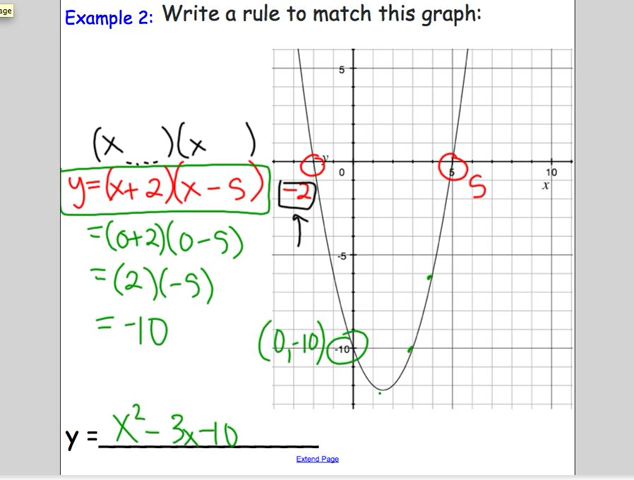 age
Example 2: Write a rule to match this graph:
5
(x ....)(x )
y=(x+2)(x-5)
-2
y
0
5
10
x
5
=(0+2)(0-5)
=(2)(-5)
=-10
-5
(0,-10)
-10
y = x²-3x-10
Extend Page